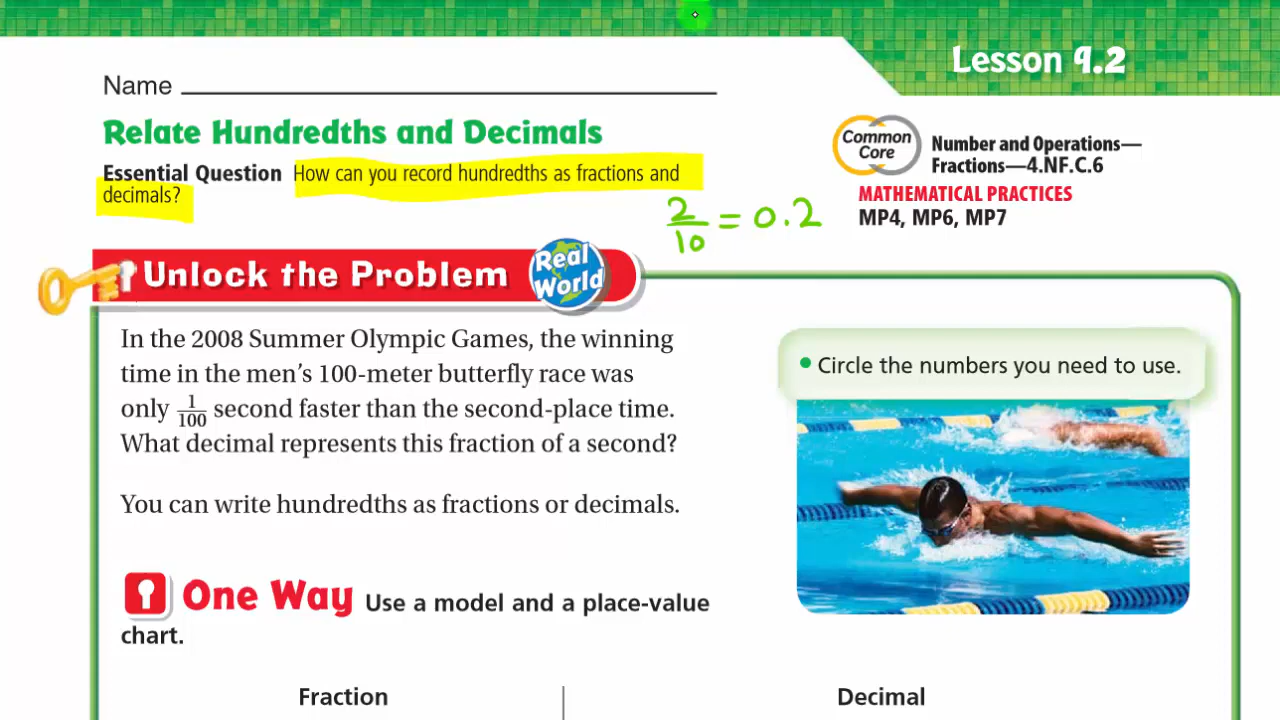 Lesson 9.2
Name
Relate Hundredths and Decimals
Essential Question How can you record hundredths as fractions and
decimals?
Common
Core
Number and Operations—
Fractions—4.NF.C.6
MATHEMATICAL PRACTICES
MP4, MP6, MP7
2/10 = 0.2
Unlock the Problem
Real
World
In the 2008 Summer Olympic Games, the winning
time in the men's 100-meter butterfly race was
only 1/100 second faster than the second-place time.
What decimal represents this fraction of a second?
You can write hundredths as fractions or decimals.
• Circle the numbers you need to use.
One Way Use a model and a place-value
chart.
Fraction
Decimal